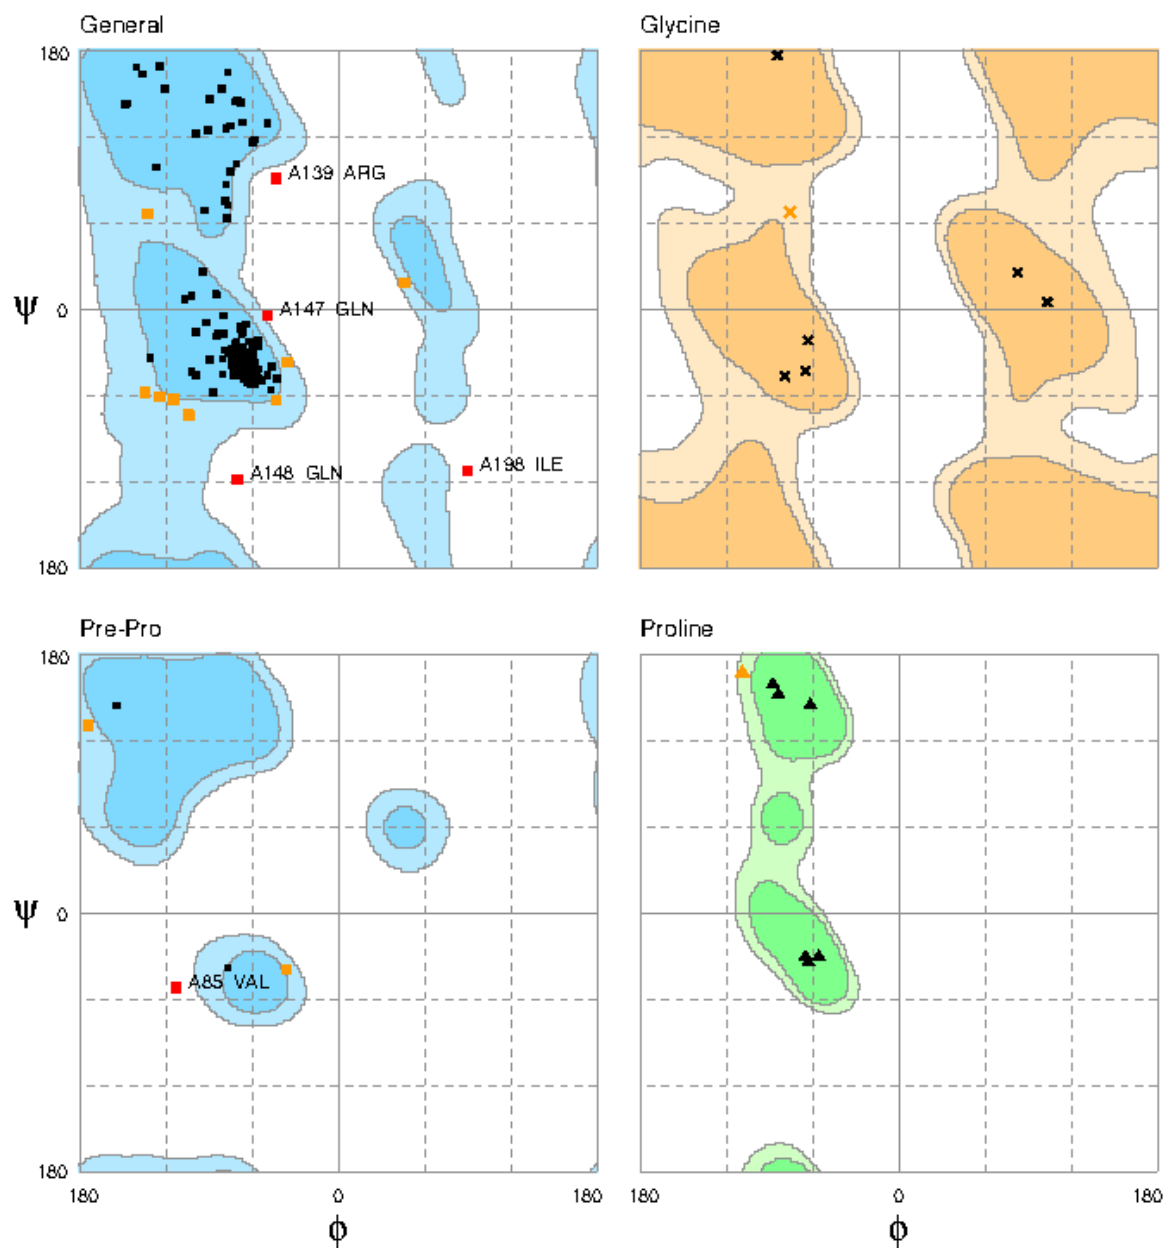 General Glycine
180
A139 ARG
Ψ 0
A147 GLN
A148 GLN
A198 ILE
180
Pre-Pro Proline
180
Ψ 0
A85 VAL
180
180 0 180 180 0 180
ϕ ϕ